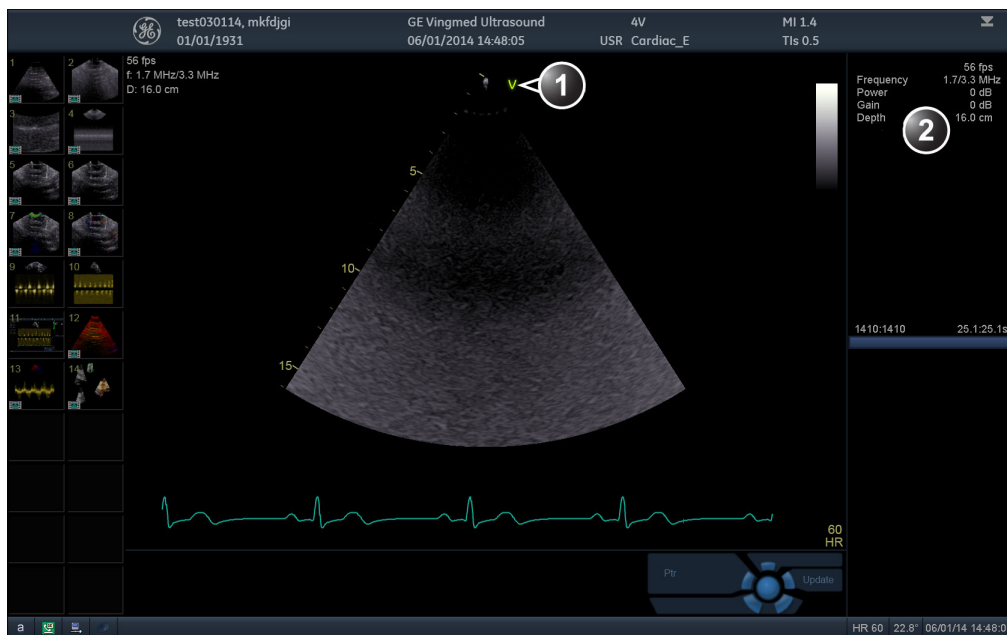 test030114, mkfdjgi GE Vingmed Ultrasound 4V MI 1.4
01/01/1931 06/01/2014 14:48:05 USR Cardiac_E TIs 0.5
56 fps
f: 1.7 MHz/3.3 MHz
D: 16.0 cm
V 1
56 fps
Frequency 1.7/3.3 MHz
Power 0 dB
Gain 0 dB
Depth 16.0 cm
2
1 2
3 4
5 6
7 8
9 10
11 12
13 14
5
10
15
1410:1410 25.1:25.1s
60
HR
Ptr Update
a HR 60 22.8° 06/01/14 14:48:0